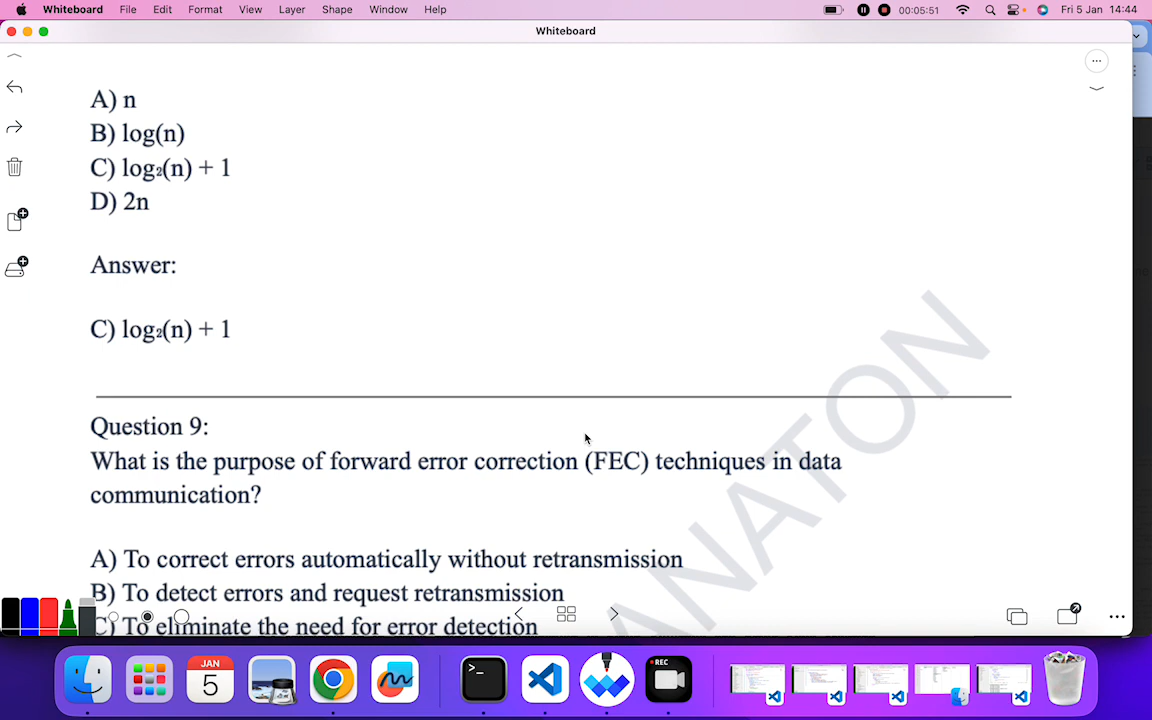 Whiteboard File Edit Format View Layer Shape Window Help 00:05:51 Fri 5 Jan 14:44
Whiteboard
A) n
B) log(n)
C) log₂(n) + 1
D) 2n
Answer:
C) log₂(n) + 1
Question 9:
What is the purpose of forward error correction (FEC) techniques in data
communication?
A) To correct errors automatically without retransmission
B) To detect errors and request retransmission
C) To eliminate the need for error detection
ANATON
JAN
5
REC